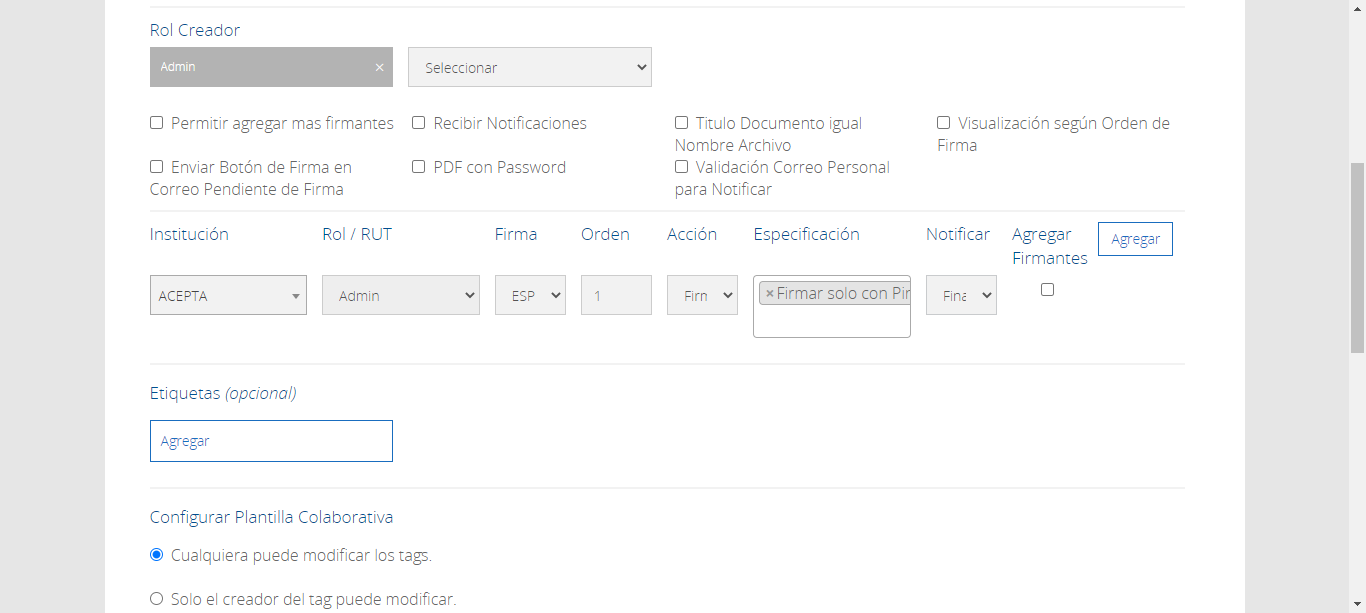 Rol Creador
Admin ×
Seleccionar
Permitir agregar mas firmantes
Recibir Notificaciones
Titulo Documento igual
Nombre Archivo
Visualización según Orden de
Firma
Enviar Botón de Firma en
Correo Pendiente de Firma
PDF con Password
Validación Correo Personal
para Notificar
Institución Rol / RUT Firma Orden Acción Especificación Notificar Agregar
Firmantes
Agregar
ACEPTA Admin ESP 1 Firm ×Firmar solo con Pin Fina
Etiquetas (opcional)
Agregar
Configurar Plantilla Colaborativa
Cualquiera puede modificar los tags.
Solo el creador del tag puede modificar.